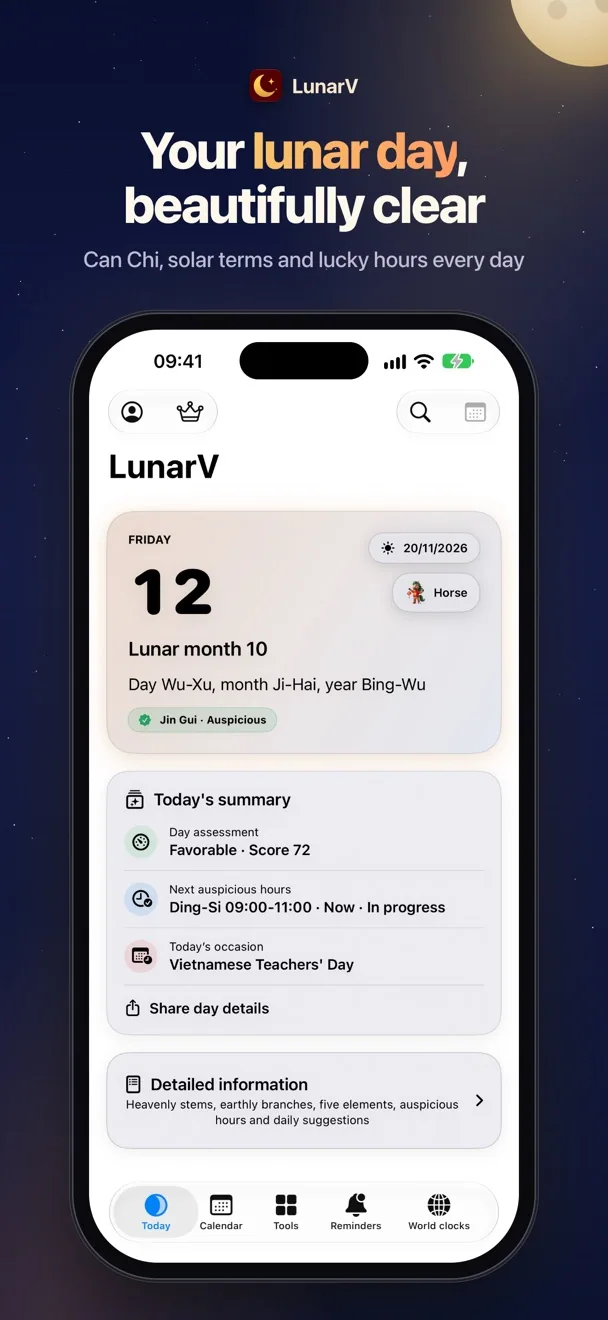 LunarV
Your lunar day,
beautifully clear
Can Chi, solar terms and lucky hours every day
09:41
LunarV
FRIDAY
20/11/2026
12
Horse
Lunar month 10
Day Wu-Xu, month Ji-Hai, year Bing-Wu
Jin Gui · Auspicious
Today's summary
Day assessment
Favorable · Score 72
Next auspicious hours
Ding-Si 09:00-11:00 · Now · In progress
Today's occasion
Vietnamese Teachers' Day
Share day details
Detailed information
Heavenly stems, earthly branches, five elements, auspicious
hours and daily suggestions
Today
Calendar
Tools
Reminders
World clocks